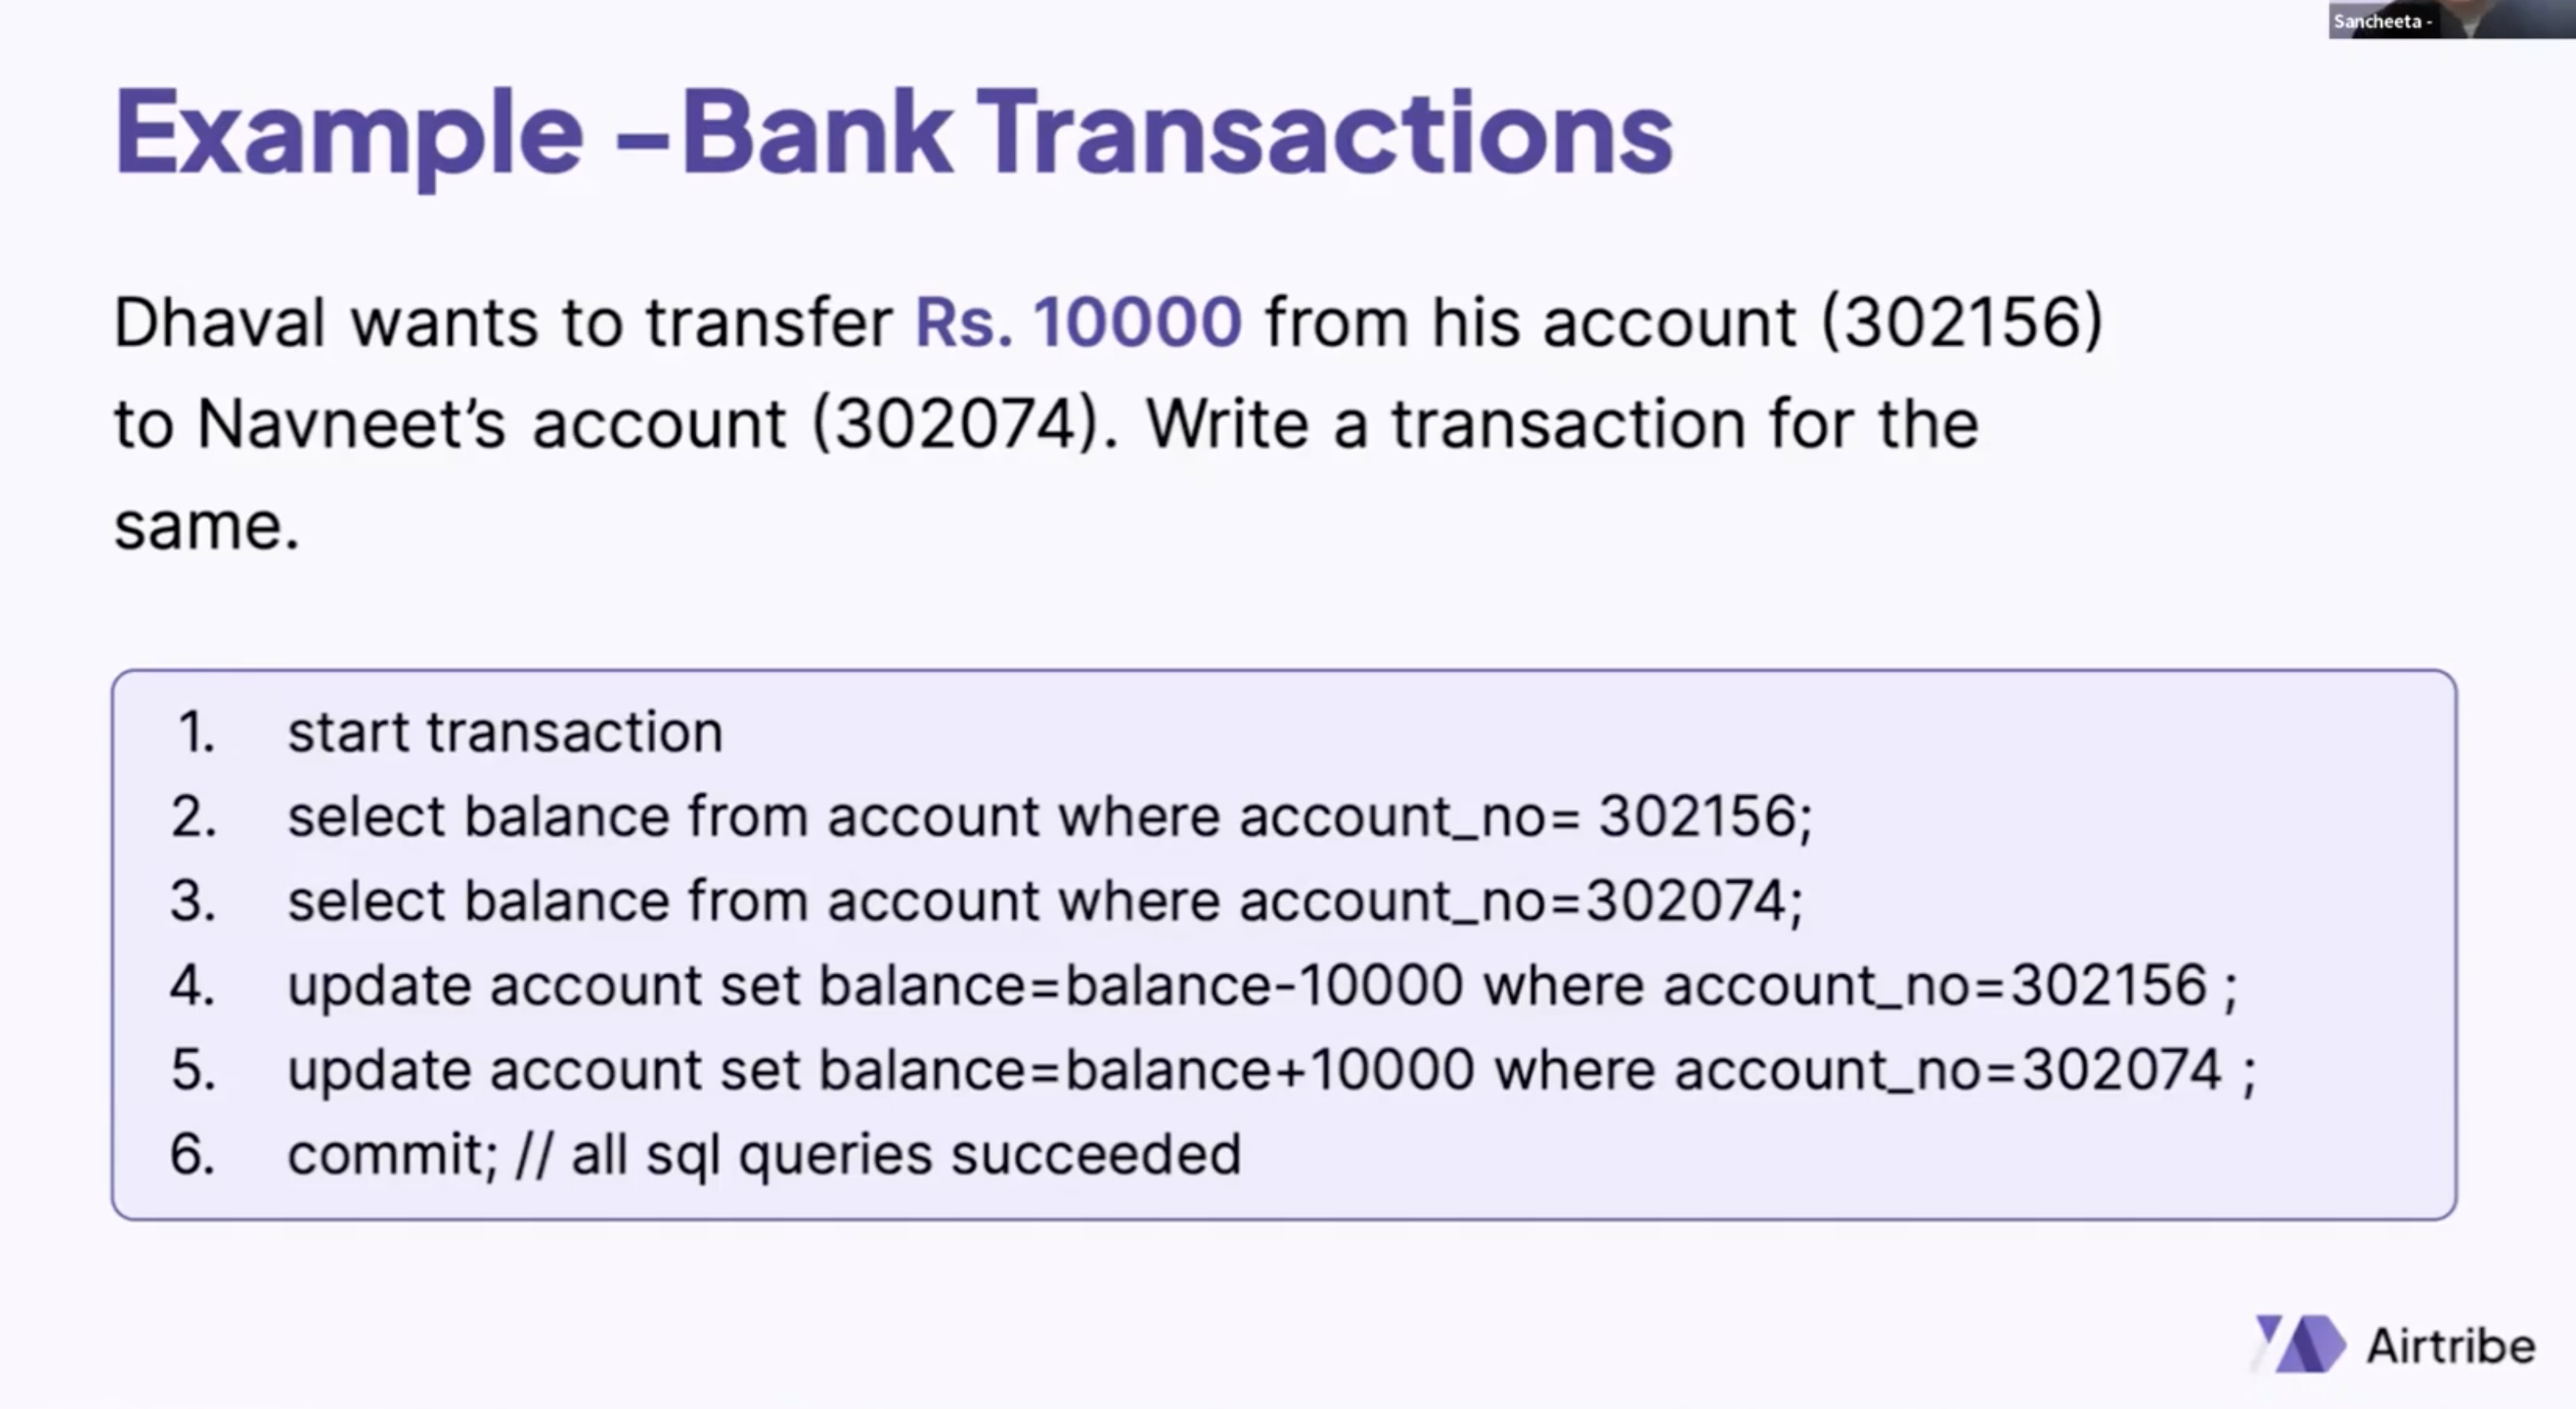 Sancheeta -
Example –Bank Transactions
Dhaval wants to transfer Rs. 10000 from his account (302156)
to Navneet’s account (302074). Write a transaction for the
same.
1. start transaction
2. select balance from account where account_no= 302156;
3. select balance from account where account_no=302074;
4. update account set balance=balance-10000 where account_no=302156 ;
5. update account set balance=balance+10000 where account_no=302074 ;
6. commit; // all sql queries succeeded
Airtribe